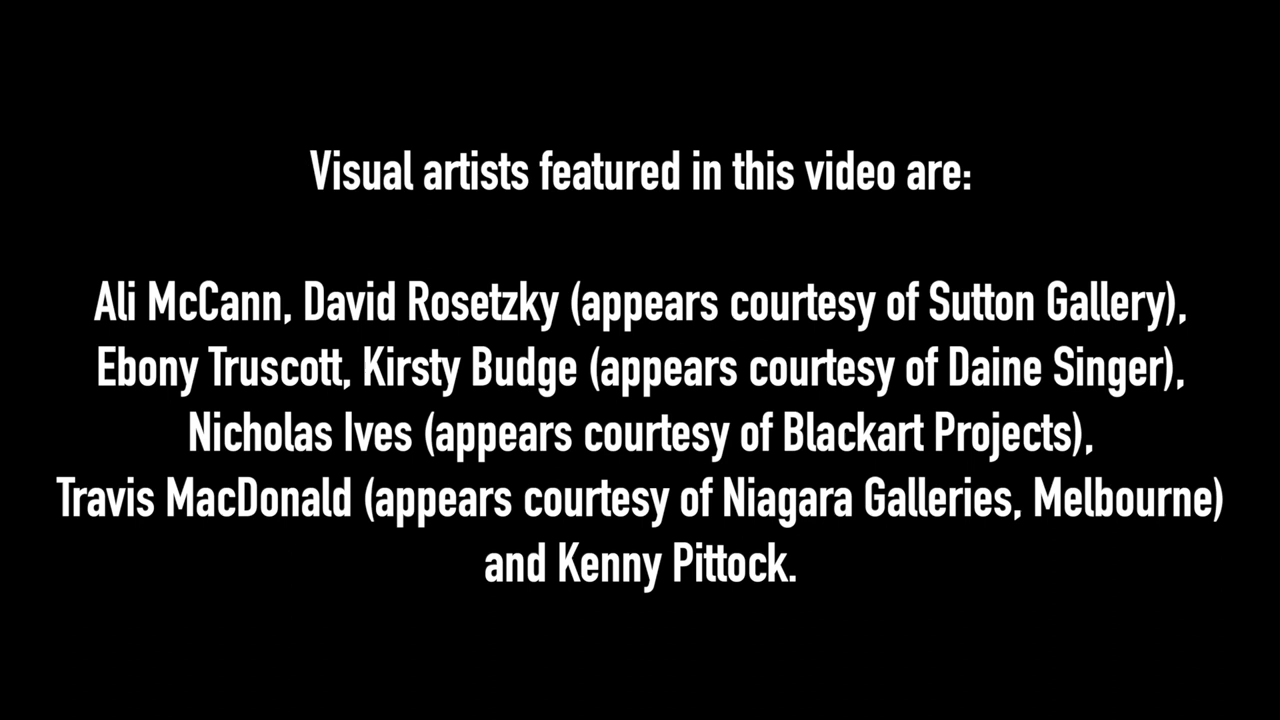 Visual artists featured in this video are:
Ali McCann, David Rosetzky (appears courtesy of Sutton Gallery),
Ebony Truscott, Kirsty Budge (appears courtesy of Daine Singer),
Nicholas Ives (appears courtesy of Blackart Projects),
Travis MacDonald (appears courtesy of Niagara Galleries, Melbourne)
and Kenny Pittock.